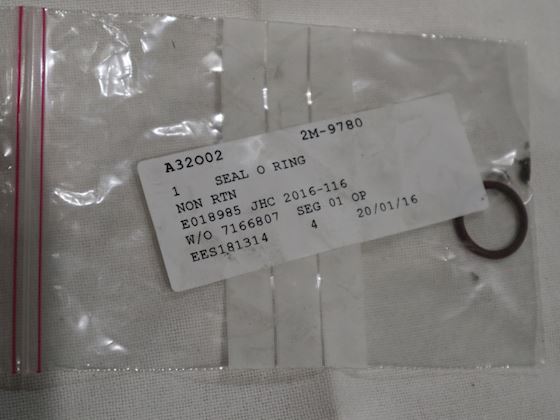 A32002 2M-9780
1 SEAL O RING
NON RTN
E018985 JHC 2016-116
W/O 7166807 SEG 01 OP
EES181314 4 20/01/16